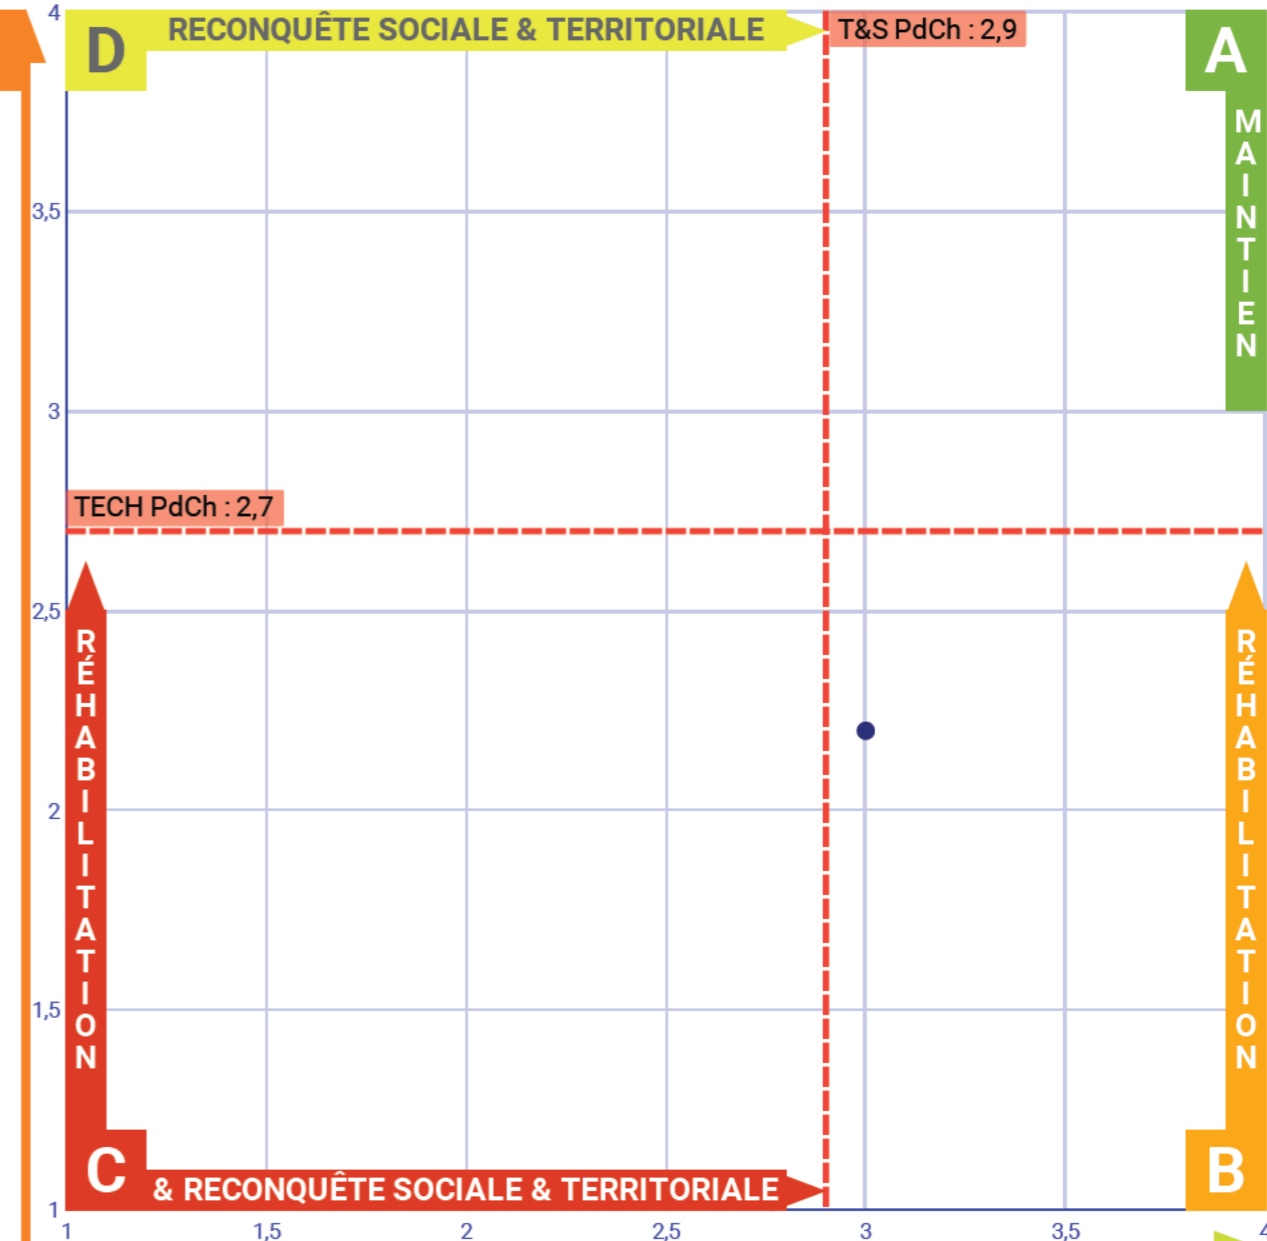 4
D
RECONQUÊTE SOCIALE & TERRITORIALE
T&S PdCh : 2,9
A
MAINTIEN
3,5
3
TECH PdCh : 2,7
2,5
RÉHABILITATION
RÉHABILITATION
2
1,5
C
& RECONQUÊTE SOCIALE & TERRITORIALE
B
1
1
1,5
2
2,5
3
3,5
4